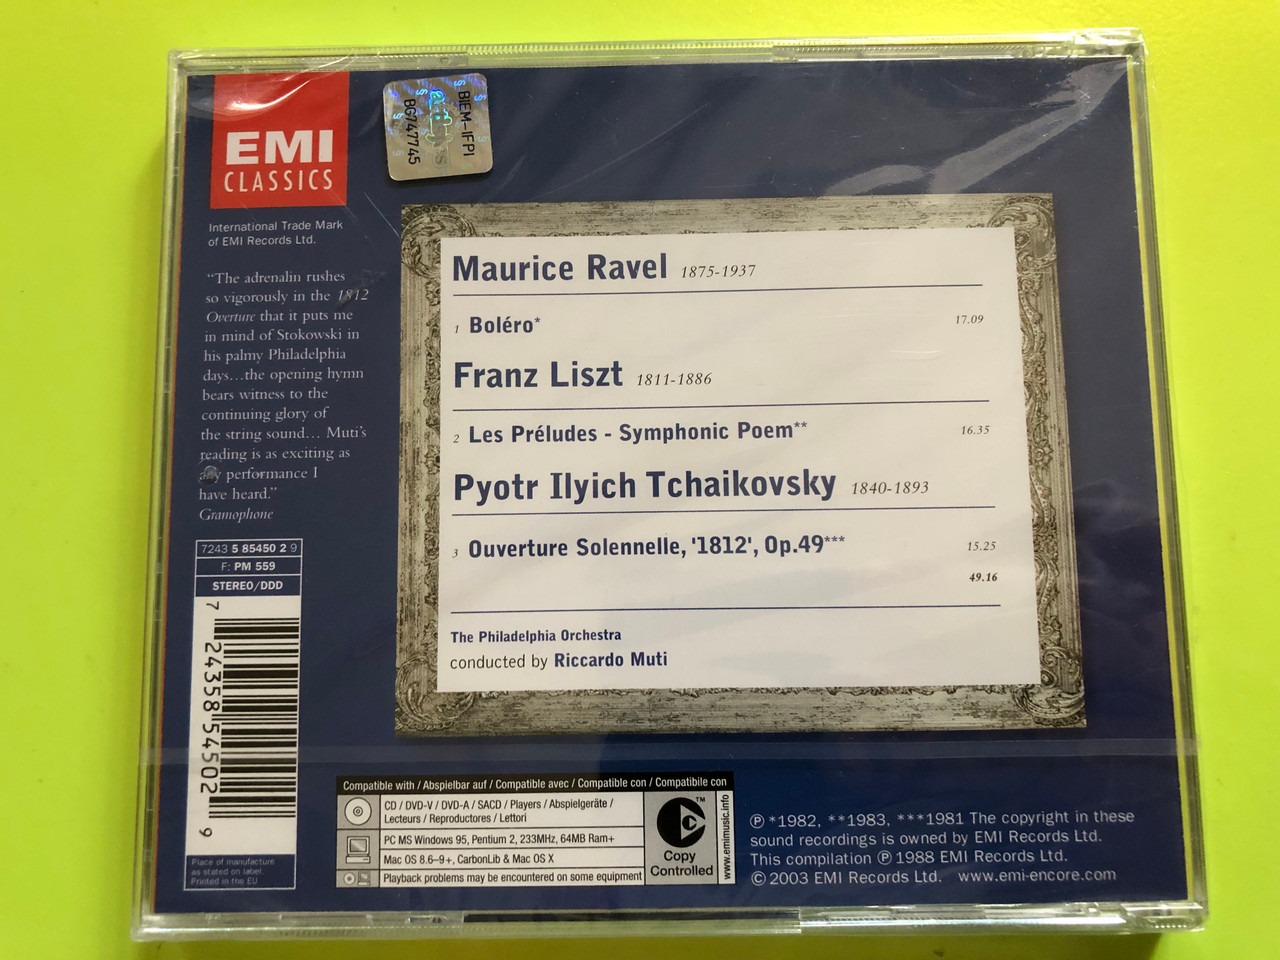 EMI
CLASSICS
International Trade Mark
of EMI Records Ltd.
"The adrenalin rushes
so vigorously in the 1812
Overture that it puts me
in mind of Stokowski in
his palmy Philadelphia
days...the opening hymn
bears witness to the
continuing glory of
the string sound... Muti's
reading is as exciting as
any performance I
have heard."
Gramophone
7243 5 85450 2 9
F: PM 559
STEREO/DDD
7 24358 54502 9
Place of manufacture
as stated on label.
Printed in the EU
BIEM-IFPI
BG747745
Maurice Ravel 1875-1937
1 Boléro* 17.09
Franz Liszt 1811-1886
2 Les Préludes - Symphonic Poem** 16.35
Pyotr Ilyich Tchaikovsky 1840-1893
3 Ouverture Solennelle, '1812', Op.49*** 15.25
49.16
The Philadelphia Orchestra
conducted by Riccardo Muti
Compatible with / Abspielbar auf / Compatible avec / Compatible con / Compatibile con
CD / DVD-V / DVD-A / SACD / Players / Abspielgeräte /
Lecteurs / Reproductores / Lettori
PC MS Windows 95, Pentium 2, 233MHz, 64MB Ram+
Mac OS 8.6-9+, CarbonLib & Mac OS X
Playback problems may be encountered on some equipment
TM
Copy
Controlled
www.emimusic.info
℗ *1982, **1983, ***1981 The copyright in these
sound recordings is owned by EMI Records Ltd.
This compilation ℗ 1988 EMI Records Ltd.
© 2003 EMI Records Ltd. www.emi-encore.com